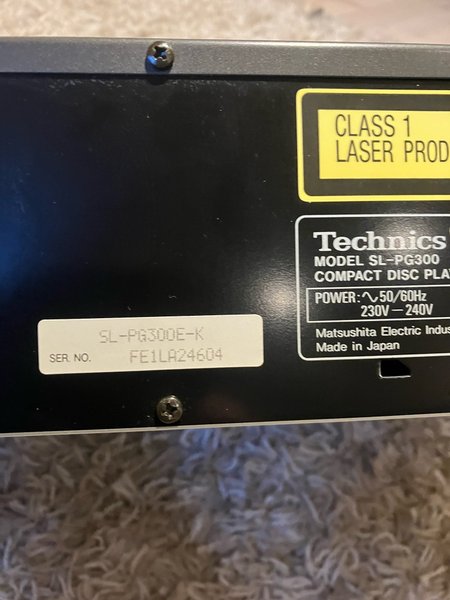 CLASS 1
LASER PROD
Technics
MODEL SL-PG300
COMPACT DISC PLA
POWER: ∿ 50/60Hz
230V — 240V
Matsushita Electric Indus
Made in Japan
SL-PG300E-K
SER. NO. FE1LA24604